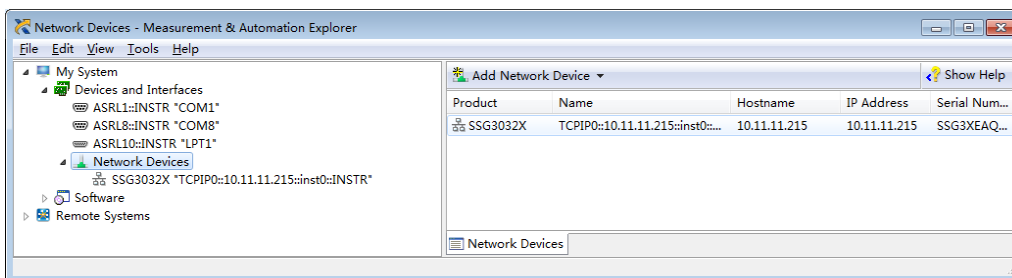 Network Devices - Measurement & Automation Explorer
File Edit View Tools Help
My System
Devices and Interfaces
ASRL1::INSTR "COM1"
ASRL8::INSTR "COM8"
ASRL10::INSTR "LPT1"
Network Devices
SSG3032X "TCPIP0::10.11.11.215::inst0::INSTR"
Software
Remote Systems
Add Network Device Show Help
Product Name Hostname IP Address Serial Num...
SSG3032X TCPIP0::10.11.11.215::inst0::... 10.11.11.215 10.11.11.215 SSG3XEAQ...
Network Devices